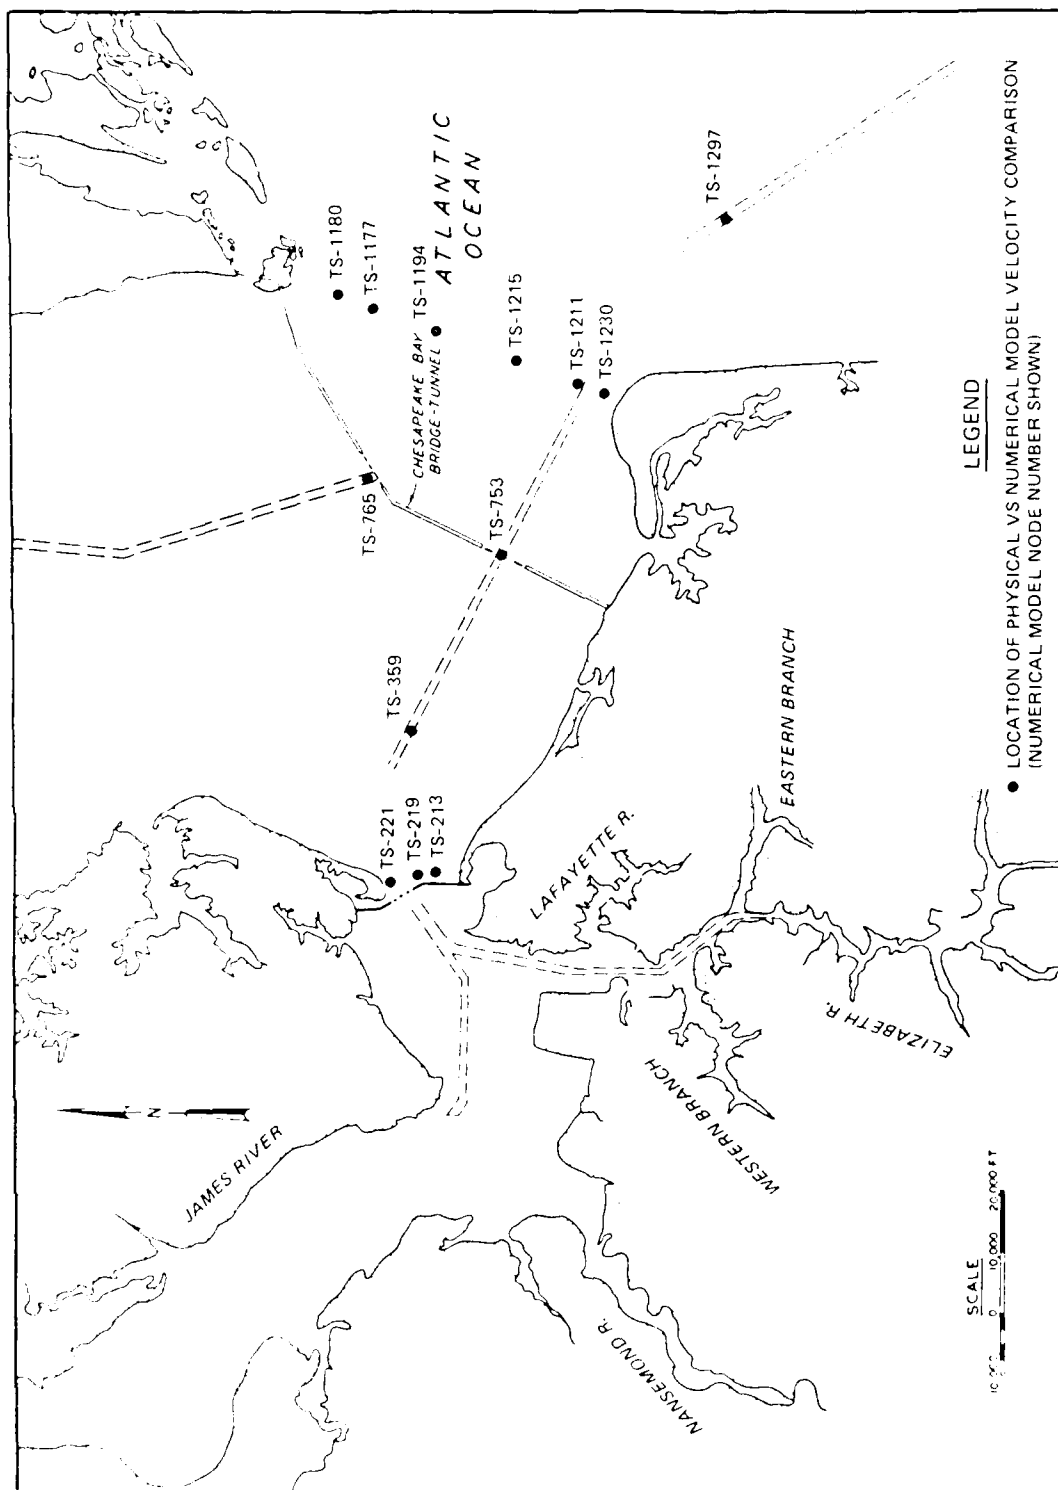 TS-1180
TS-1177
TS-1194
CHESAPEAKE BAY
BRIDGE-TUNNEL
ATLANTIC
OCEAN
TS-1215
TS-1211
TS-1230
TS-1297
TS-765
TS-753
TS-359
TS-221
TS-219
TS-213
LAFAYETTE R.
EASTERN BRANCH
ELIZABETH R.
WESTERN BRANCH
JAMES RIVER
N
NANSEMOND R.
SCALE
10,000 0 10,000 20,000 FT
LEGEND
● LOCATION OF PHYSICAL VS NUMERICAL MODEL VELOCITY COMPARISON
(NUMERICAL MODEL NODE NUMBER SHOWN)